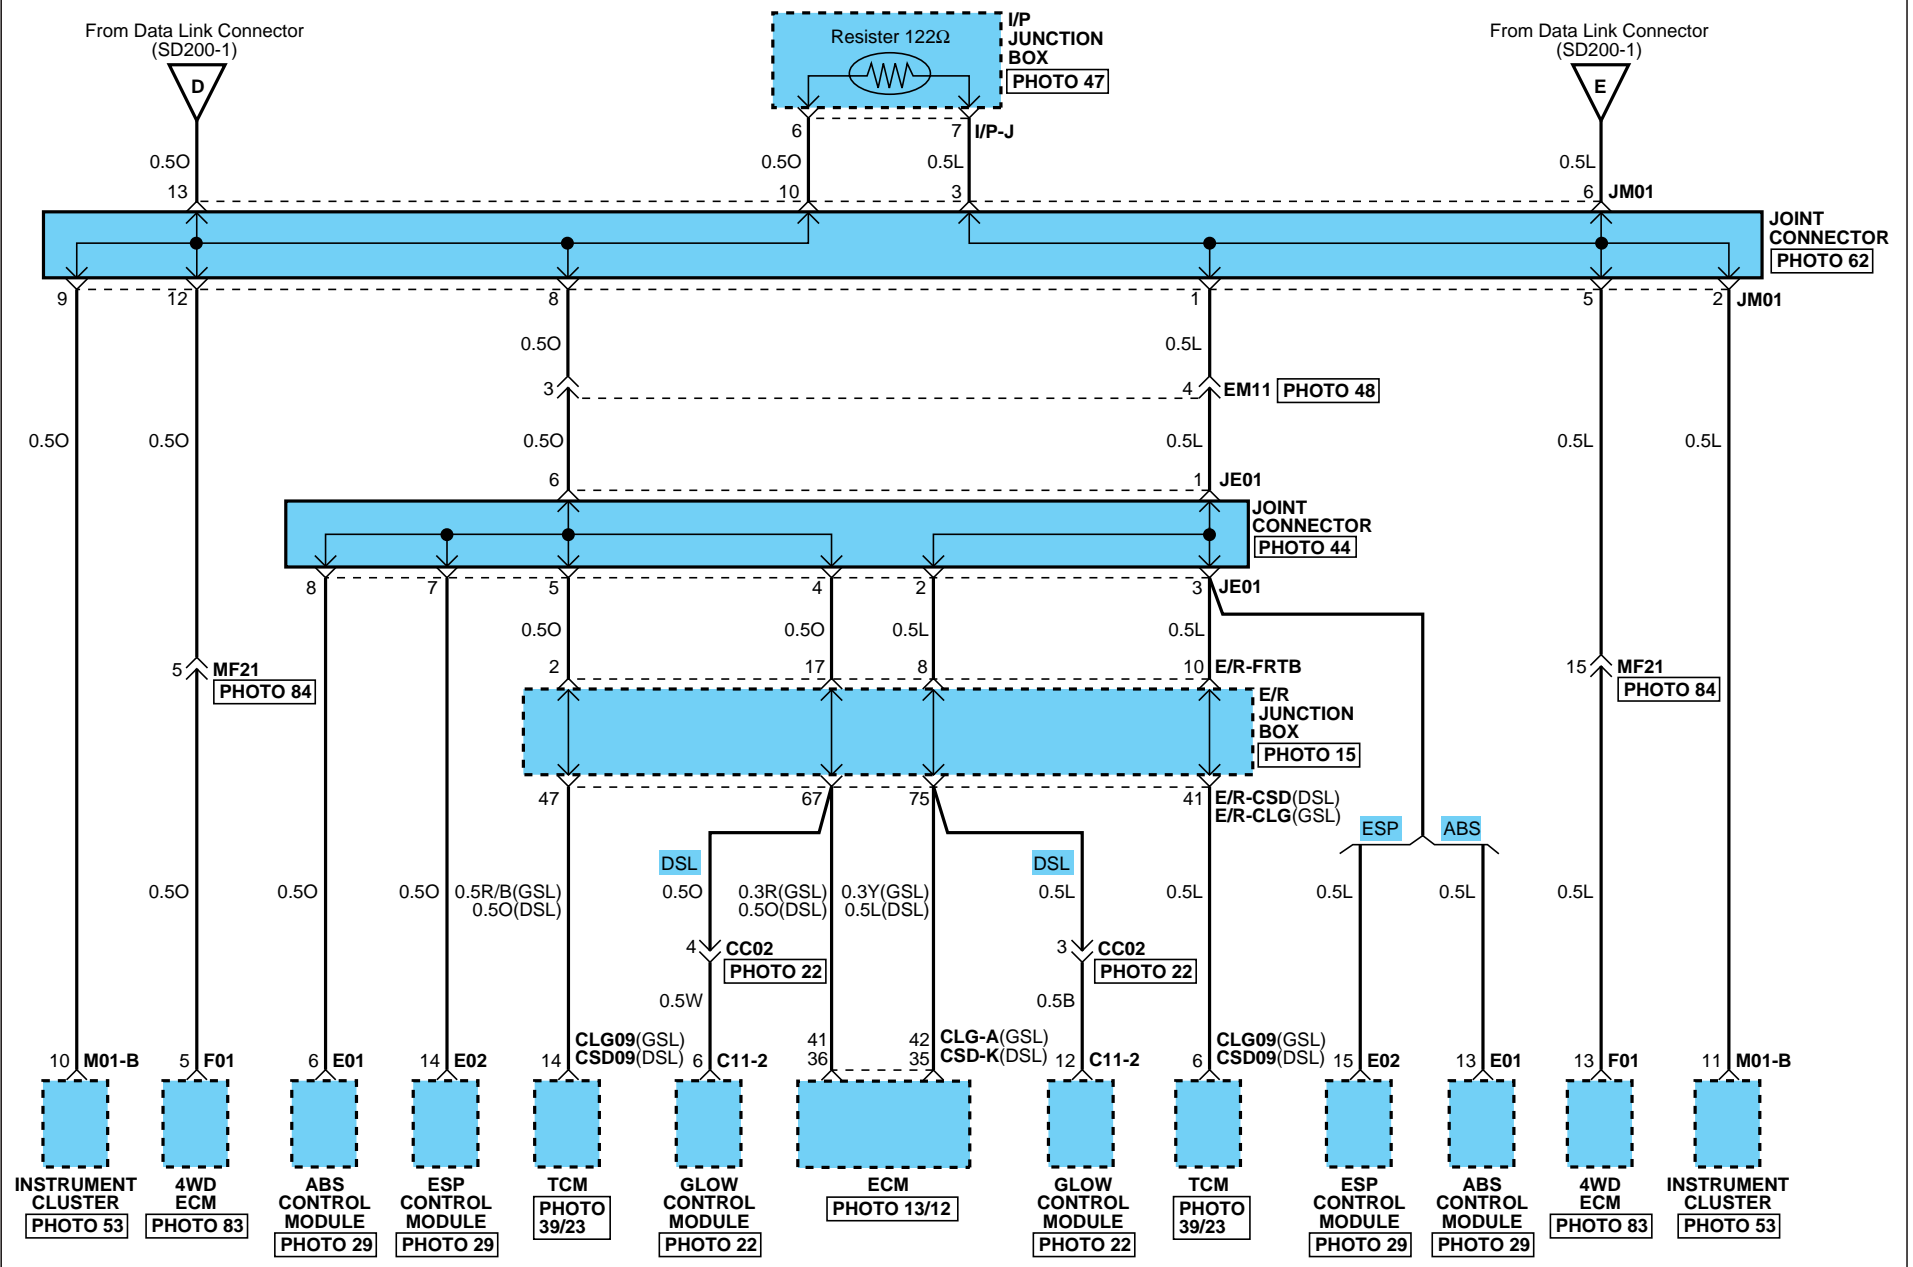 From Data Link Connector
(SD200-1)
D
Resister 122Ω
I/P
JUNCTION
BOX
PHOTO 47
From Data Link Connector
(SD200-1)
E
6
7
I/P-J
0.5O
0.5O
0.5L
0.5L
13
10
3
6
JM01
JOINT
CONNECTOR
PHOTO 62
9
12
8
1
5
2
JM01
0.5O
0.5L
3
4
EM11
PHOTO 48
0.5O
0.5O
0.5O
0.5L
0.5L
0.5L
6
1
JE01
JOINT
CONNECTOR
PHOTO 44
8
7
5
4
2
3
JE01
0.5O
0.5O
0.5L
0.5L
5
MF21
PHOTO 84
2
17
8
10
E/R-FRTB
15
MF21
PHOTO 84
E/R
JUNCTION
BOX
PHOTO 15
47
67
75
41
E/R-CSD(DSL)
E/R-CLG(GSL)
ESP
ABS
DSL
DSL
0.5O
0.5O
0.5O
0.5R/B(GSL)
0.5O(DSL)
0.5O
0.3R(GSL)
0.5O(DSL)
0.3Y(GSL)
0.5L(DSL)
0.5L
0.5L
0.5L
0.5L
0.5L
4
CC02
PHOTO 22
3
CC02
PHOTO 22
0.5W
0.5B
10
M01-B
5
F01
6
E01
14
E02
14
CLG09(GSL)
CSD09(DSL)
6
C11-2
41
36
42
35
CLG-A(GSL)
CSD-K(DSL)
12
C11-2
6
CLG09(GSL)
CSD09(DSL)
15
E02
13
E01
13
F01
11
M01-B
INSTRUMENT
CLUSTER
PHOTO 53
4WD
ECM
PHOTO 83
ABS
CONTROL
MODULE
PHOTO 29
ESP
CONTROL
MODULE
PHOTO 29
TCM
PHOTO
39/23
GLOW
CONTROL
MODULE
PHOTO 22
ECM
PHOTO 13/12
GLOW
CONTROL
MODULE
PHOTO 22
TCM
PHOTO
39/23
ESP
CONTROL
MODULE
PHOTO 29
ABS
CONTROL
MODULE
PHOTO 29
4WD
ECM
PHOTO 83
INSTRUMENT
CLUSTER
PHOTO 53